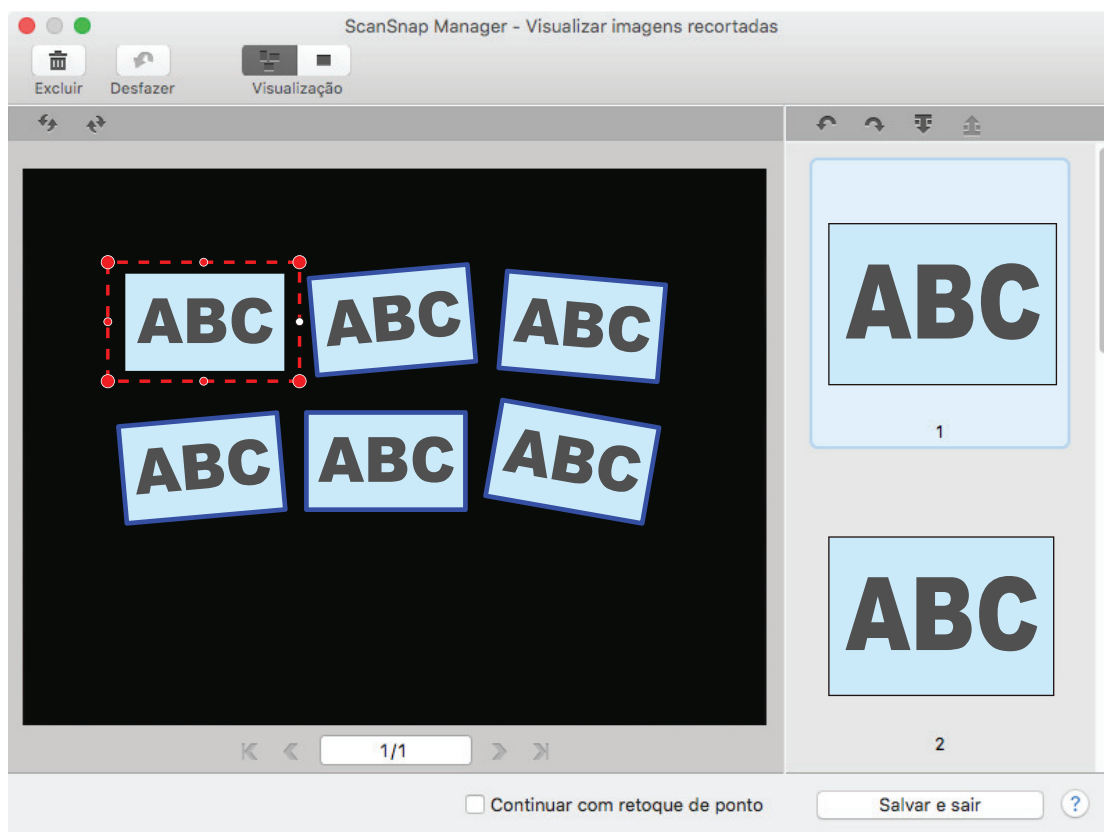 ScanSnap Manager - Visualizar imagens recortadas
Excluir Desfazer Visualização
ABC ABC ABC
ABC ABC ABC
ABC
1
ABC
2
1/1
Continuar com retoque de ponto
Salvar e sair
?